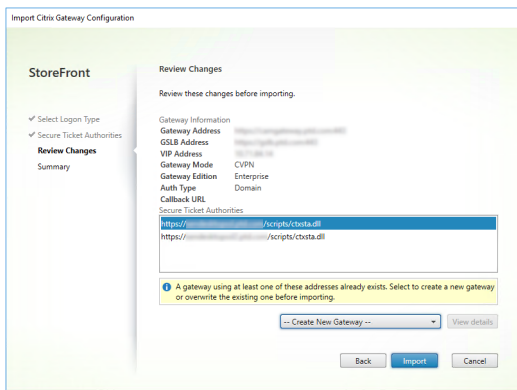 Import Citrix Gateway Configuration
StoreFront
Select Logon Type
Secure Ticket Authorities
Review Changes
Summary
Review Changes
Review these changes before importing.
Gateway Information
Gateway Address
GSLB Address
VIP Address
Gateway Mode CVPN
Gateway Edition Enterprise
Auth Type Domain
Callback URL
Secure Ticket Authorities
https:// /scripts/ctxsta.dll
https:// /scripts/ctxsta.dll
A gateway using at least one of these addresses already exists. Select to create a new gateway
or overwrite the existing one before importing.
-- Create New Gateway --
View details
Back
Import
Cancel